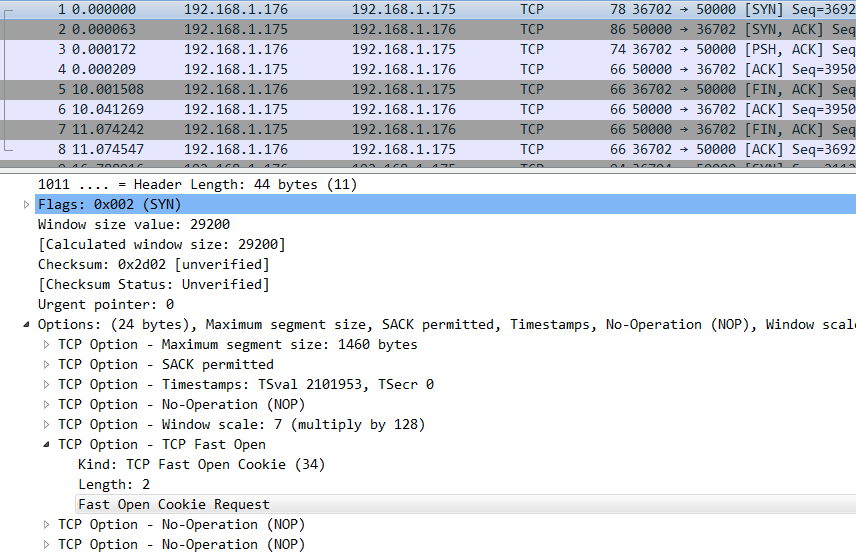 1 0.000000 192.168.1.176 192.168.1.175 TCP 78 36702 → 50000 [SYN] Seq=3692
2 0.000063 192.168.1.175 192.168.1.176 TCP 86 50000 → 36702 [SYN, ACK] Seq
3 0.000172 192.168.1.176 192.168.1.175 TCP 74 36702 → 50000 [PSH, ACK] Seq
4 0.000209 192.168.1.175 192.168.1.176 TCP 66 50000 → 36702 [ACK] Seq=3950
5 10.001508 192.168.1.175 192.168.1.176 TCP 66 50000 → 36702 [FIN, ACK] Seq
6 10.041269 192.168.1.176 192.168.1.175 TCP 66 36702 → 50000 [ACK] Seq=3950
7 11.074242 192.168.1.176 192.168.1.175 TCP 66 36702 → 50000 [FIN, ACK] Seq
8 11.074547 192.168.1.175 192.168.1.176 TCP 66 50000 → 36702 [ACK] Seq=3692
1011 .... = Header Length: 44 bytes (11)
Flags: 0x002 (SYN)
Window size value: 29200
[Calculated window size: 29200]
Checksum: 0x2d02 [unverified]
[Checksum Status: Unverified]
Urgent pointer: 0
Options: (24 bytes), Maximum segment size, SACK permitted, Timestamps, No-Operation (NOP), Window scale
TCP Option - Maximum segment size: 1460 bytes
TCP Option - SACK permitted
TCP Option - Timestamps: TSval 2101953, TSecr 0
TCP Option - No-Operation (NOP)
TCP Option - Window scale: 7 (multiply by 128)
TCP Option - TCP Fast Open
Kind: TCP Fast Open Cookie (34)
Length: 2
Fast Open Cookie Request
TCP Option - No-Operation (NOP)
TCP Option - No-Operation (NOP)